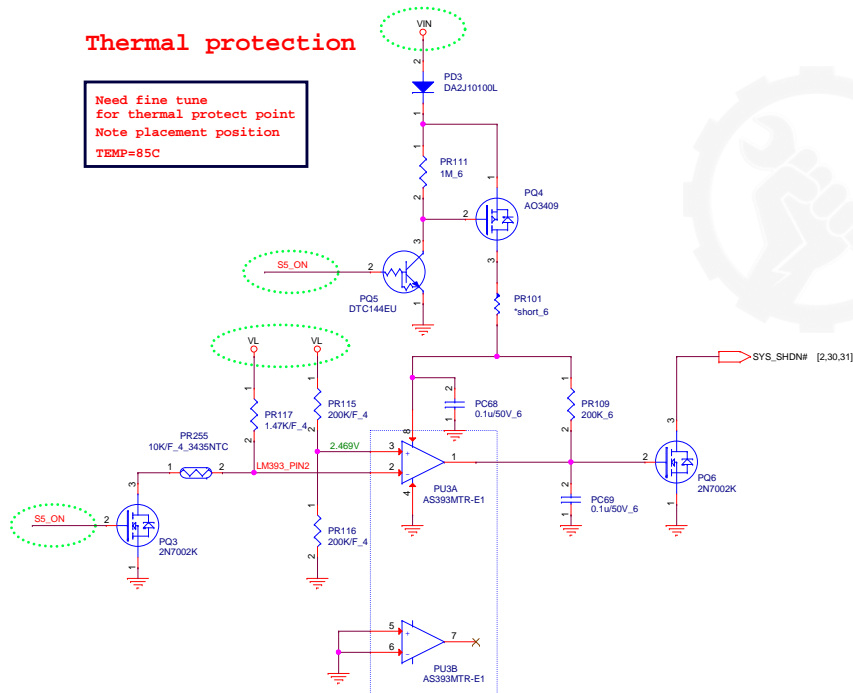 Thermal protection
Need fine tune
for thermal protect point
Note placement position
TEMP=85C
VIN
2
PD3
DA2J10100L
1
1
PR111
1M_6
2
1
PQ4
AO3409
2
3
3
S5_ON
2
PQ5
DTC144EU
1
PR101
*short_6
VL
VL
SYS_SHDN# [2,30,31]
1
PR117
1.47K/F_4
2
1
PR115
200K/F_4
2
2
PC68
0.1u/50V_6
1
1
PR109
200K_6
2
PR255
10K/F_4_3435NTC
1
2
LM393_PIN2
2.469V
8
3
+
2
-
1
4
PU3A
AS393MTR-E1
3
2
PQ6
2N7002K
1
2
PC69
0.1u/50V_6
1
3
S5_ON
2
PQ3
2N7002K
1
1
PR116
200K/F_4
2
5
+
6
-
7
PU3B
AS393MTR-E1